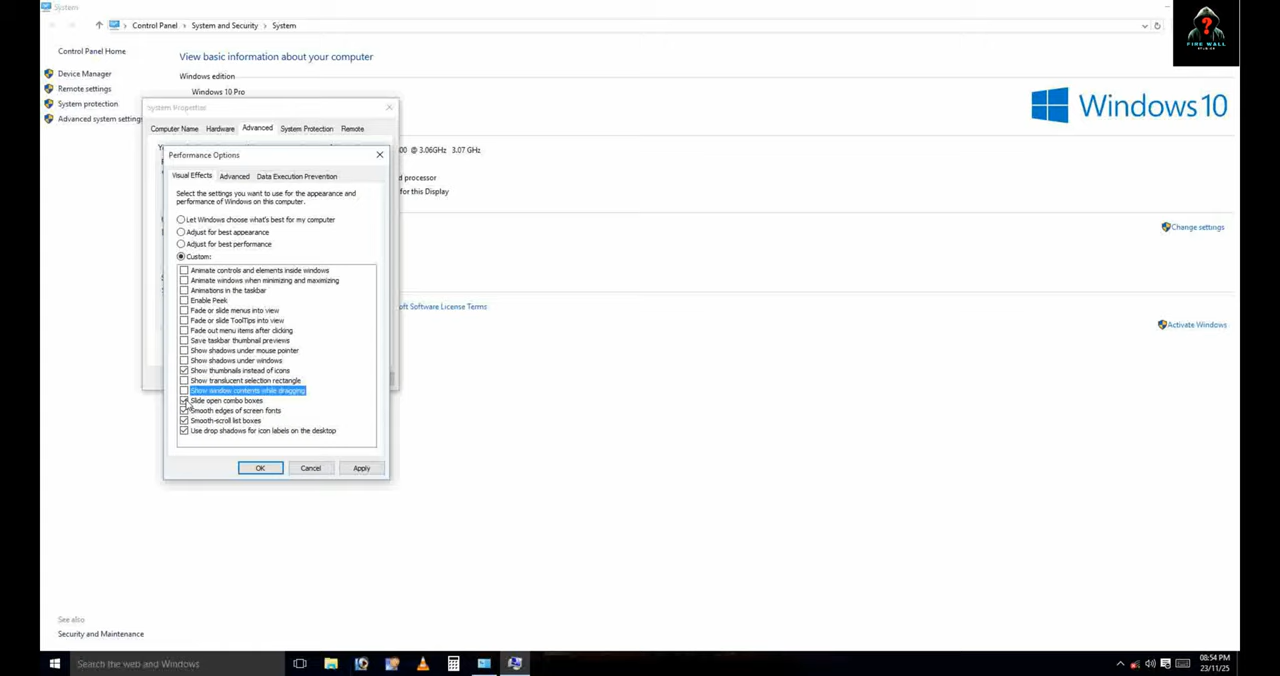 System
Control Panel > System and Security > System
?
FIRE WALL
Control Panel Home
Device Manager
Remote settings
System protection
Advanced system settings
View basic information about your computer
Windows edition
Windows 10 Pro
Windows 10
00 @ 3.06GHz 3.07 GHz
d processor
for this Display
Change settings
oft Software License Terms
Activate Windows
System Properties
Computer Name Hardware Advanced System Protection Remote
Performance Options
Visual Effects Advanced Data Execution Prevention
Select the settings you want to use for the appearance and
performance of Windows on this computer.
Let Windows choose what's best for my computer
Adjust for best appearance
Adjust for best performance
Custom:
Animate controls and elements inside windows
Animate windows when minimizing and maximizing
Animations in the taskbar
Enable Peek
Fade or slide menus into view
Fade or slide ToolTips into view
Fade out menu items after clicking
Save taskbar thumbnail previews
Show shadows under mouse pointer
Show shadows under windows
Show thumbnails instead of icons
Show translucent selection rectangle
Show window contents while dragging
Slide open combo boxes
Smooth edges of screen fonts
Smooth-scroll list boxes
Use drop shadows for icon labels on the desktop
OK Cancel Apply
See also
Security and Maintenance
Search the web and Windows
08:54 PM
23/11/25